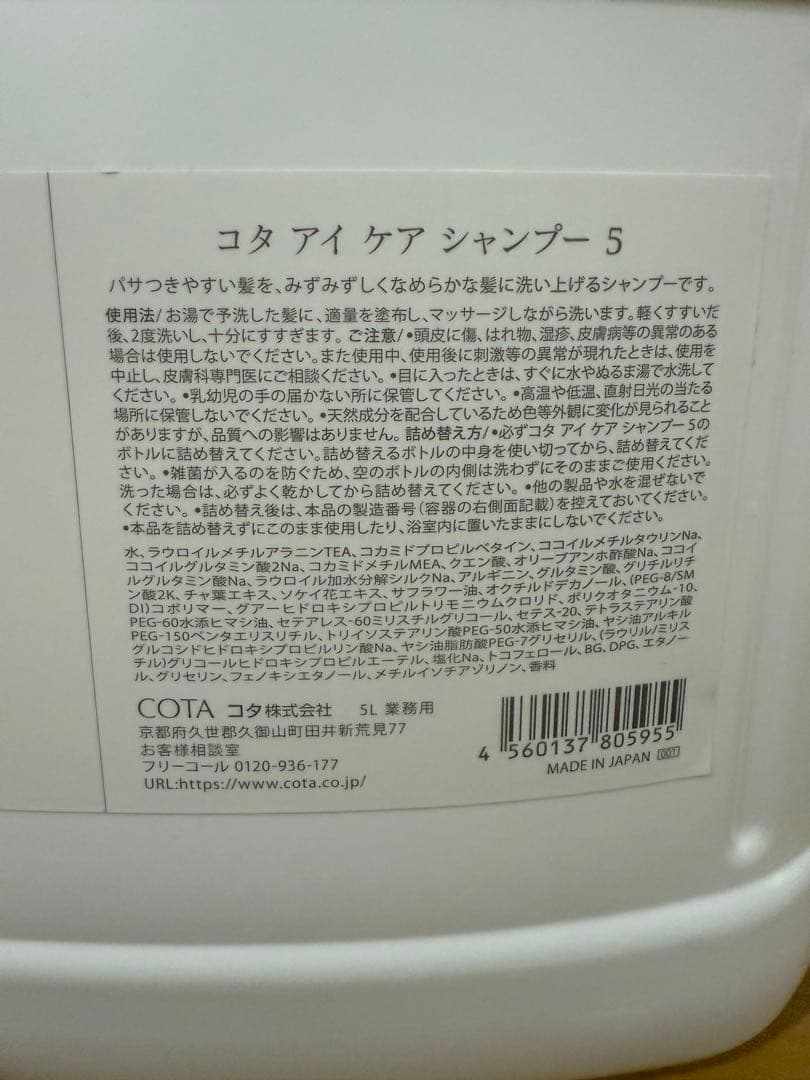 コタ アイ ケア シャンプー 5
パサつきやすい髪を、みずみずしくなめらかな髪に洗い上げるシャンプーです。
使用法/お湯で予洗した髪に、適量を塗布し、マッサージしながら洗います。軽くすすいだ
後、2度洗いし、十分にすすぎます。 ご注意/•頭皮に傷、はれ物、湿疹、皮膚病等の異常のある
場合は使用しないでください。また使用中、使用後に刺激等の異常が現れたときは、使用を
中止し、皮膚科専門医にご相談ください。 •目に入ったときは、すぐに水やぬるま湯で水洗して
ください。 •乳幼児の手の届かない所に保管してください。 •高温や低温、直射日光の当たる
場所に保管しないでください。 •天然成分を配合しているため色等外観に変化が見られること
がありますが、品質への影響はありません。 詰め替え方/•必ずコタ アイ ケア シャンプー 5の
ボトルに詰め替えてください。詰め替えるボトルの中身を使い切ってから、詰め替えてくだ
さい。 •雑菌が入るのを防ぐため、空のボトルの内側は洗わずにそのままご使用ください。
洗った場合は、必ずよく乾かしてから詰め替えてください。 •他の製品や水を混ぜないで
ください。 •詰め替え後は、本品の製造番号(容器の右側面記載)を控えておいてください。
•本品を詰め替えずにこのまま使用したり、浴室内に置いたままにしないでください。
水、ラウロイルメチルアラニンTEA、コカミドプロピルベタイン、ココイルメチルタウリンNa、
ココイルグルタミン酸2Na、コカミドメチルMEA、クエン酸、オリーブアンホ酢酸Na、ココイ
ルグルタミン酸Na、ラウロイル加水分解シルクNa、アルギニン、グルタミン酸、グリチルリチ
ン酸2K、チャ葉エキス、ソケイ花エキス、サフラワー油、オクチルドデカノール、(PEG-8/SM
DI)コポリマー、グアーヒドロキシプロピルトリモニウムクロリド、ポリクオタニウム-10、
PEG-60水添ヒマシ油、セテアレス-60ミリスチルグリコール、セテス-20、テトラステアリン酸
PEG-150ペンタエリスリチル、トリイソステアリン酸PEG-50水添ヒマシ油、ヤシ油アルキル
グルコシドヒドロキシプロピルリン酸Na、ヤシ油脂肪酸PEG-7グリセリル、(ラウリル/ミリス
チル)グリコールヒドロキシプロピルエーテル、塩化Na、トコフェロール、BG、DPG、エタノー
ル、グリセリン、フェノキシエタノール、メチルイソチアゾリノン、香料
COTA コタ株式会社 5L 業務用
京都府久世郡久御山町田井新荒見77
お客様相談室
フリーコール 0120-936-177
URL:https://www.cota.co.jp/
4 560137 805955
MADE IN JAPAN 001